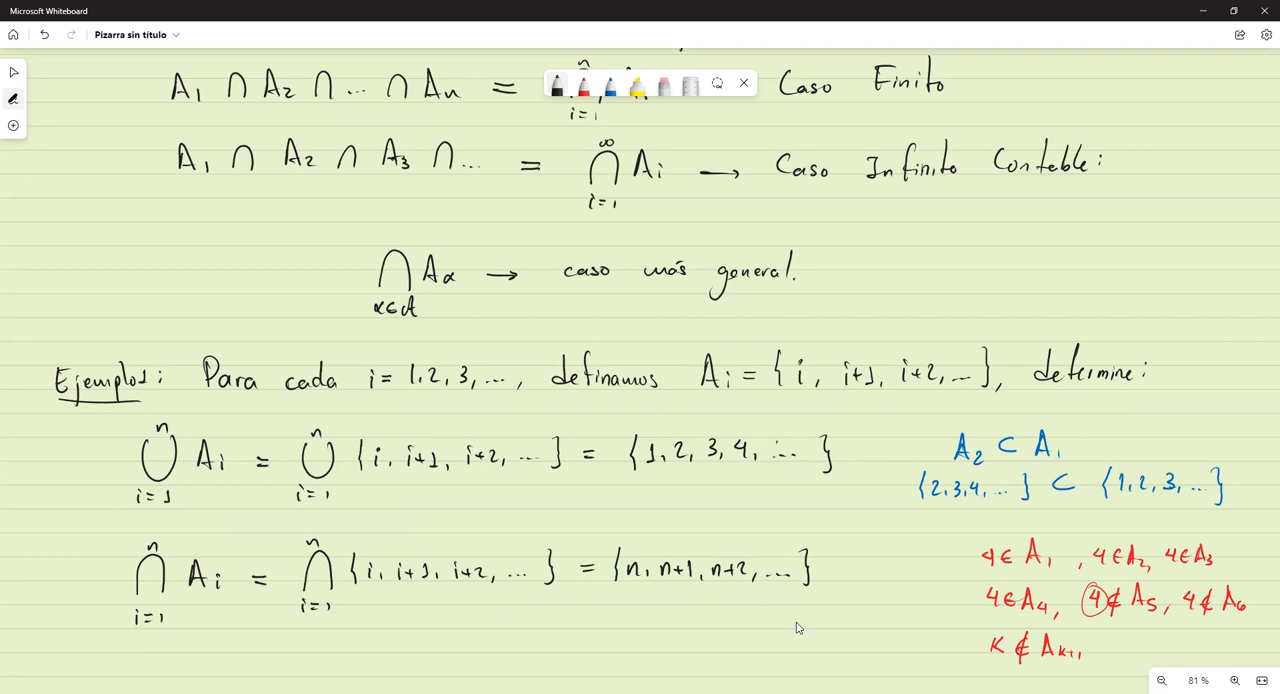 Microsoft Whiteboard
Pizarra sin título
A₁ ∩ A₂ ∩ ... ∩ Aₙ = i=1 Caso Finito
A₁ ∩ A₂ ∩ A₃ ∩ ... = ⋂_{i=1}^{∞} Aᵢ → Caso Infinito Contable:
⋂_{α∈𝒜} A_α → caso más general.
Ejemplos: Para cada i = 1, 2, 3, ..., definamos Aᵢ = {i, i+1, i+2, ...}, determine:
⋃_{i=1}^{n} Aᵢ = ⋃_{i=1}^{n} {i, i+1, i+2, ...} = {1, 2, 3, 4, ...}
A₂ ⊂ A₁
{2, 3, 4, ...} ⊂ {1, 2, 3, ...}
⋂_{i=1}^{n} Aᵢ = ⋂_{i=1}^{n} {i, i+1, i+2, ...} = {n, n+1, n+2, ...}
4 ∈ A₁, 4 ∈ A₂, 4 ∈ A₃
4 ∈ A₄, 4 ∉ A₅, 4 ∉ A₆
K ∉ A_{K+1}
81 %